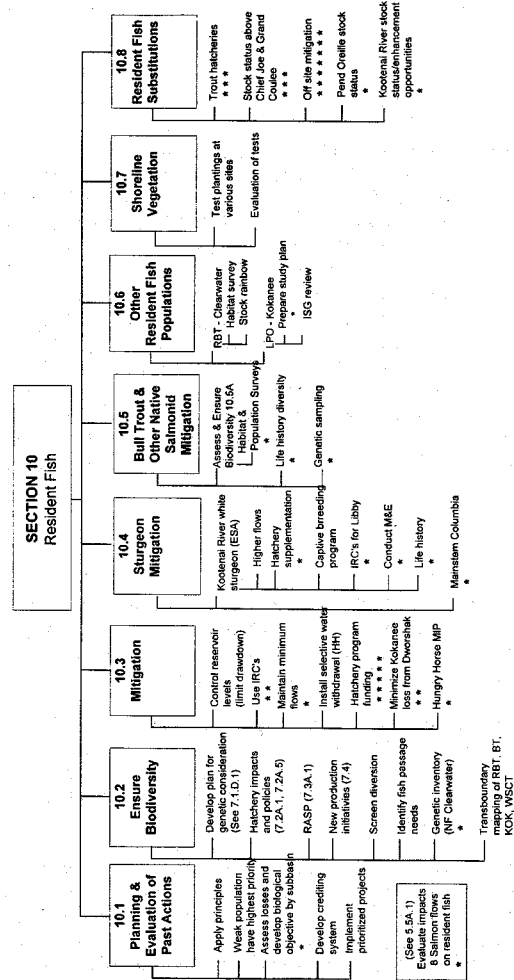 SECTION 10
Resident Fish
10.1
Planning &
Evaluation of
Past Actions
Apply principles
Weak population
have highest priority
Assess losses and
develop biological
objective by subbasin
*
Develop crediting
system
Implement
prioritized projects
(See 5.5A.1)
Evaluate impacts
8 Salmon flows
on resident fish
*
10.2
Ensure
Biodiversity
Develop plan for
genetic consideration
(See 7.1.D.1)
Hatchery impacts
and policies
(7.2A.1, 7.2A.5)
RASP (7.3A.1)
New production
initiativies (7.4)
Screen diversion
Identify fish passage
needs
Genetic inventory
(NF Clearwater)
*
Transboundary
mapping of RBT, BT,
KOK, WSCT
10.3
Mitigation
Control reservoir
levels
(limit drawdown)
Use IRC's
* *
Maintain minimum
flows
*
Install selective water
withdrawal (HH)
Hatchery program
funding
* * * * *
Minimize Kokanee
loss from Dworshak
* *
Hungry Horse MIP
*
10.4
Sturgeon
Mitigation
Kootenai River white
sturgeon (ESA)
Higher flows
Hatchery
supplementation
*
Captive brreeding
program
IRC's for Libby
*
Conduct M&E
*
Life history
*
Mainstem Columbia
*
10.5
Bull Trout &
Other Native
Salmonid
Mitigation
Assess & Ensure
Biodiversity 10.5A
Habitat &
Population Surveys
*
Life history diversity
*
Genetic sampling
*
10.6
Other
Resident Fish
Populations
RBT - Clearwater
Habitat survey
Stock rainbow
LPO - Kokanee
Prepare study plan
*
ISG review
10.7
Shoreline
Vegetation
Test plantings at
various sites
Evaluation of tests
10.8
Resident Fish
Substitutions
Trout hatcheries
* * *
Stock status above
Chief Joe & Grand
Coulee
* * *
Off site mitigation
* * * * * * *
Pend Oreille stock
status
*
Kootenai River stock
status/enhancement
opportunities
*